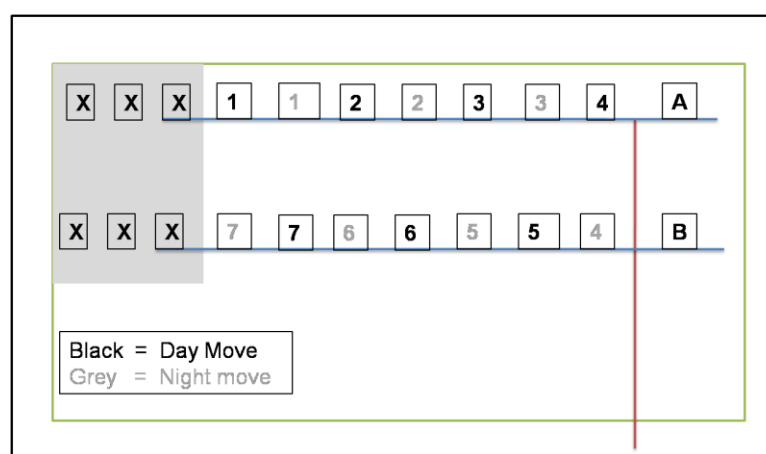 X X X 1 1 2 2 3 3 4 A
X X X 7 7 6 6 5 5 4 B
Black = Day Move
Grey = Night move